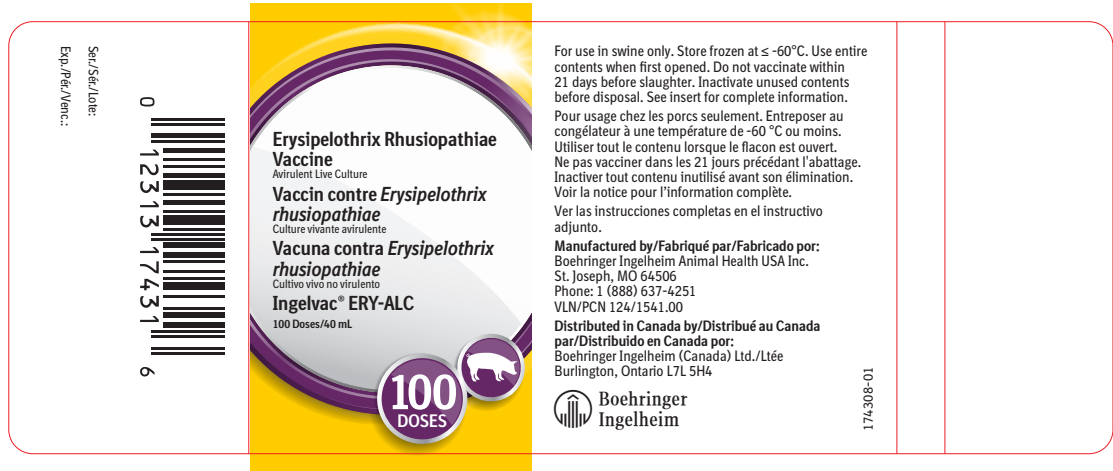 Ser./Sér./Lote:
Exp./Pér./Venc.:
0 12313 17431 6
Erysipelothrix Rhusiopathiae
Vaccine
Avirulent Live Culture
Vaccin contre Erysipelothrix
rhusiopathiae
Culture vivante avirulente
Vacuna contra Erysipelothrix
rhusiopathiae
Cultivo vivo no virulento
Ingelvac® ERY-ALC
100 Doses/40 mL
100
DOSES
For use in swine only. Store frozen at ≤ -60°C. Use entire
contents when first opened. Do not vaccinate within
21 days before slaughter. Inactivate unused contents
before disposal. See insert for complete information.
Pour usage chez les porcs seulement. Entreposer au
congélateur à une température de -60 °C ou moins.
Utiliser tout le contenu lorsque le flacon est ouvert.
Ne pas vacciner dans les 21 jours précédant l'abattage.
Inactiver tout contenu inutilisé avant son élimination.
Voir la notice pour l'information complète.
Ver las instrucciones completas en el instructivo
adjunto.
Manufactured by/Fabriqué par/Fabricado por:
Boehringer Ingelheim Animal Health USA Inc.
St. Joseph, MO 64506
Phone: 1 (888) 637-4251
VLN/PCN 124/1541.00
Distributed in Canada by/Distribué au Canada
par/Distribuido en Canada por:
Boehringer Ingelheim (Canada) Ltd./Ltée
Burlington, Ontario L7L 5H4
Boehringer
Ingelheim
174308-01